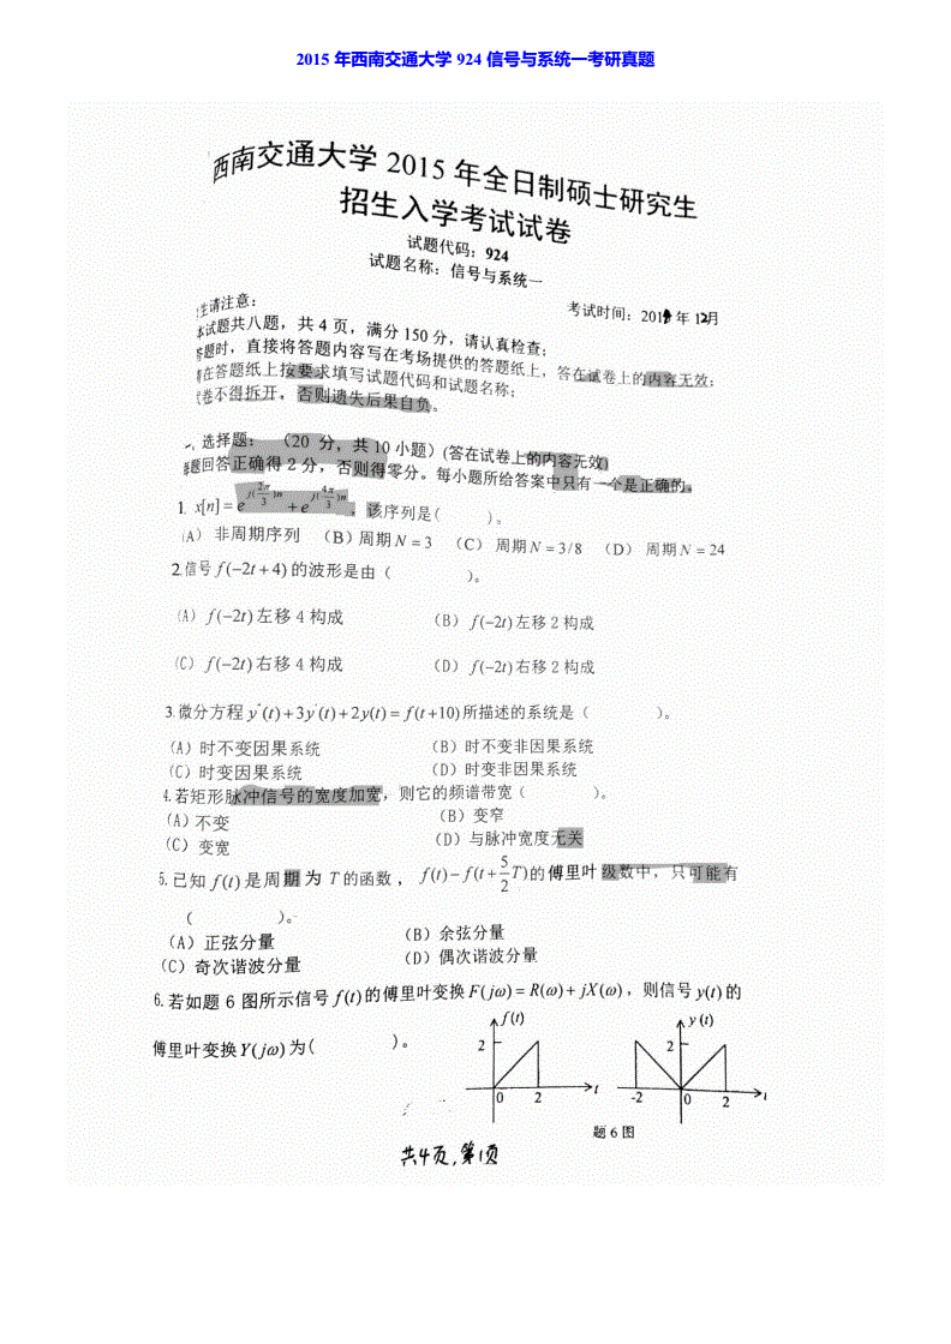 2015 年西南交通大学 924 信号与系统一考研真题
西南交通大学 2015 年全日制硕士研究生
招生入学考试试卷
试题代码：924
试题名称：信号与系统一
考试时间：201 年 12月
生请注意：
本试题共八题，共 4 页，满分 150 分，请认真检查；
答题时，直接将答题内容写在考场提供的答题纸上，答在试卷上的内容无效；
在答题纸上按要求填写试题代码和试题名称；
卷不得拆开，否则遗失后果自负。
一、选择题：（20 分，共 10 小题）(答在试卷上的内容无效)
每题回答正确得 2 分，否则得零分。每小题所给答案中只有一个是正确的。
1. x[n] = e^{j(2π/3)n} + e^{j(4π/3)n}，该序列是(        )。
（A） 非周期序列 （B）周期 N = 3 （C） 周期 N = 3/8 （D） 周期 N = 24
2.信号 f(−2t + 4) 的波形是由（        ）。
（A） f(−2t) 左移 4 构成 （B） f(−2t) 左移 2 构成
（C） f(−2t) 右移 4 构成 （D） f(−2t) 右移 2 构成
3.微分方程 y″(t) + 3y′(t) + 2y(t) = f(t +10) 所描述的系统是（        ）。
（A）时不变因果系统 （B）时不变非因果系统
（C）时变因果系统 （D）时变非因果系统
4.若矩形脉冲信号的宽度加宽，则它的频谱带宽（        ）。
（A）不变 （B）变窄
（C）变宽 （D）与脉冲宽度无关
5.已知 f(t) 是周期为 T 的函数， f(t) − f(t + 5/2 T) 的傅里叶级数中，只可能有
（        ）。
（A）正弦分量 （B）余弦分量
（C）奇次谐波分量 （D）偶次谐波分量
6.若如题 6 图所示信号 f(t) 的傅里叶变换 F(jω) = R(ω) + jX(ω)，则信号 y(t) 的
傅里叶变换 Y(jω) 为(        )。
f(t)
2
0 2 t
y(t)
2
-2 0 2 t
题 6 图
共4页,第1页